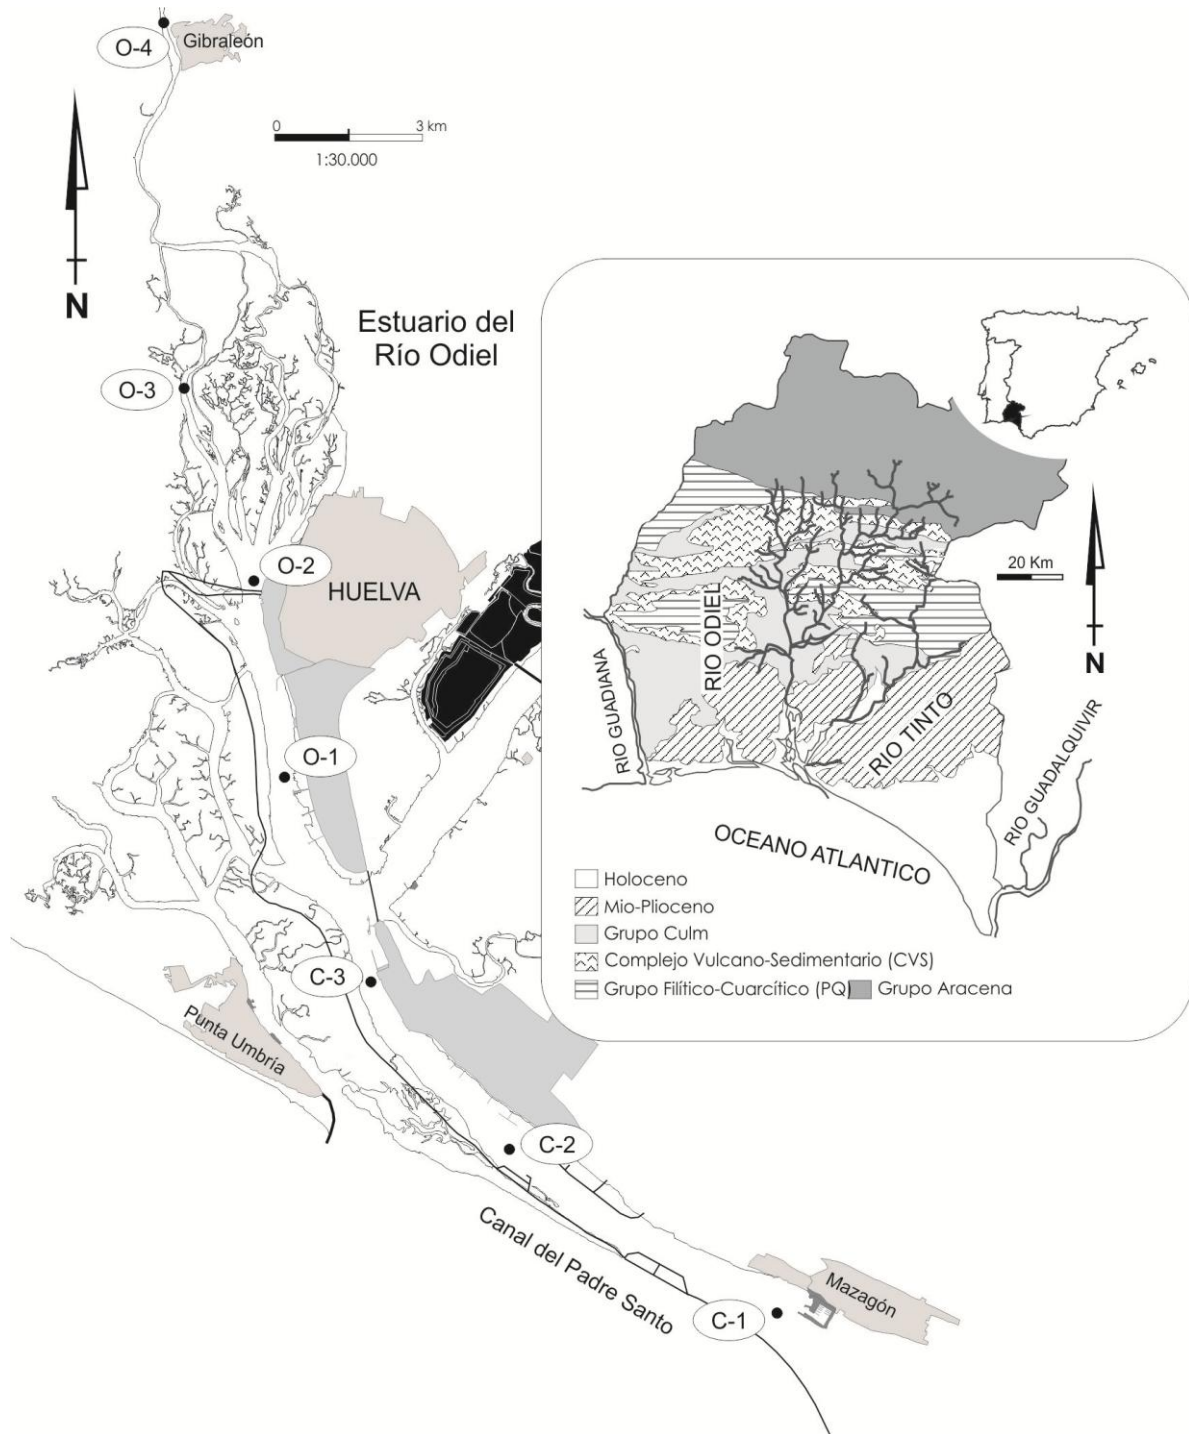 O-4
Gibraleón
0 3 km
1:30.000
N
Estuario del
Río Odiel
O-3
O-2
HUELVA
O-1
C-3
Punta Umbría
C-2
Canal del Padre Santo
C-1
Mazagón
20 Km
N
RIO ODIEL
RIO GUADIANA
RIO TINTO
RIO GUADALQUIVIR
OCEANO ATLANTICO
Holoceno
Mio-Plioceno
Grupo Culm
Complejo Vulcano-Sedimentario (CVS)
Grupo Filítico-Cuarcítico (PQ) Grupo Aracena